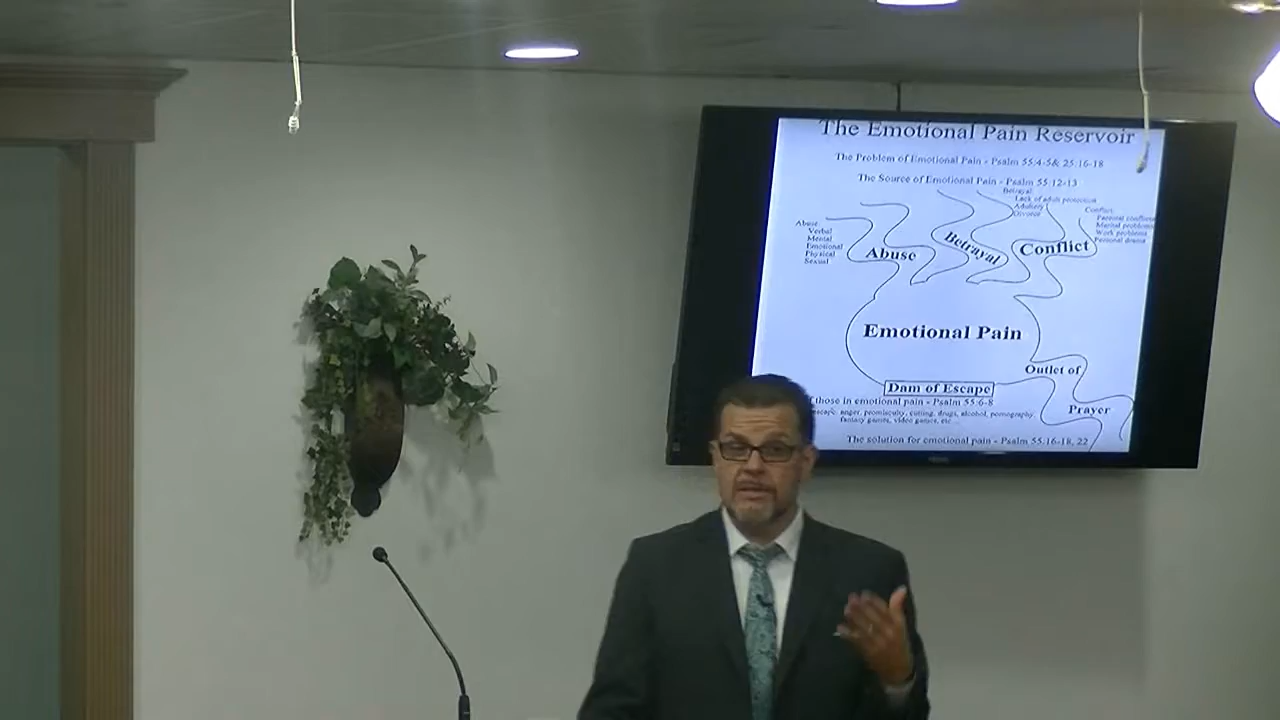 The Emotional Pain Reservoir
The Problem of Emotional Pain - Psalm 55:4-5& 25:16-18
The Source of Emotional Pain - Psalm 55:12-13
Betrayal
Lack of adult protection
Adultery
Divorce
Abuse
Verbal
Mental
Emotional
Physical
Sexual
Conflict
Parental conflicts
Marital problems
Work problems
Personal drama
Abuse
Betrayal
Conflict
Emotional Pain
Outlet of
Prayer
Dam of Escape
those in emotional pain - Psalm 55:6-8
anger, promiscuity, cutting, drugs, alcohol, pornography
fantasy games, video games, etc.
The solution for emotional pain - Psalm 55:16-18, 22